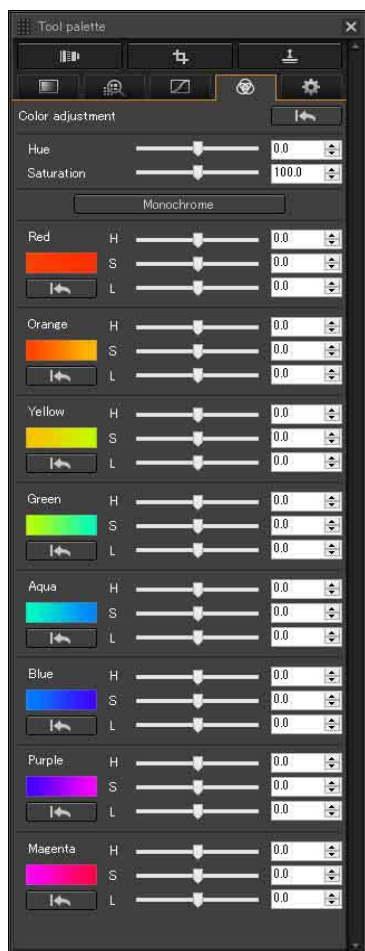 Tool palette
Color adjustment
Hue 0.0
Saturation 100.0
Monochrome
Red H 0.0
S 0.0
L 0.0
Orange H 0.0
S 0.0
L 0.0
Yellow H 0.0
S 0.0
L 0.0
Green H 0.0
S 0.0
L 0.0
Aqua H 0.0
S 0.0
L 0.0
Blue H 0.0
S 0.0
L 0.0
Purple H 0.0
S 0.0
L 0.0
Magenta H 0.0
S 0.0
L 0.0